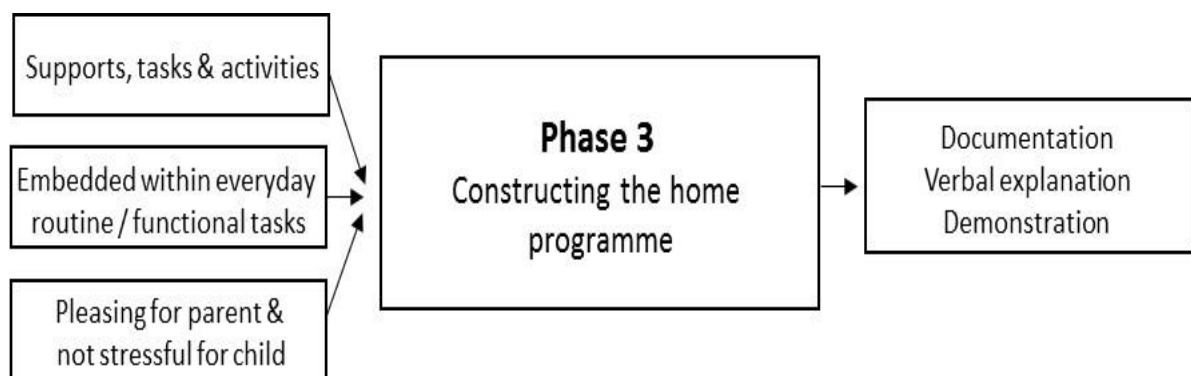 Supports, tasks & activities
Embedded within everyday
routine / functional tasks
Pleasing for parent &
not stressful for child
Phase 3
Constructing the home
programme
Documentation
Verbal explanation
Demonstration